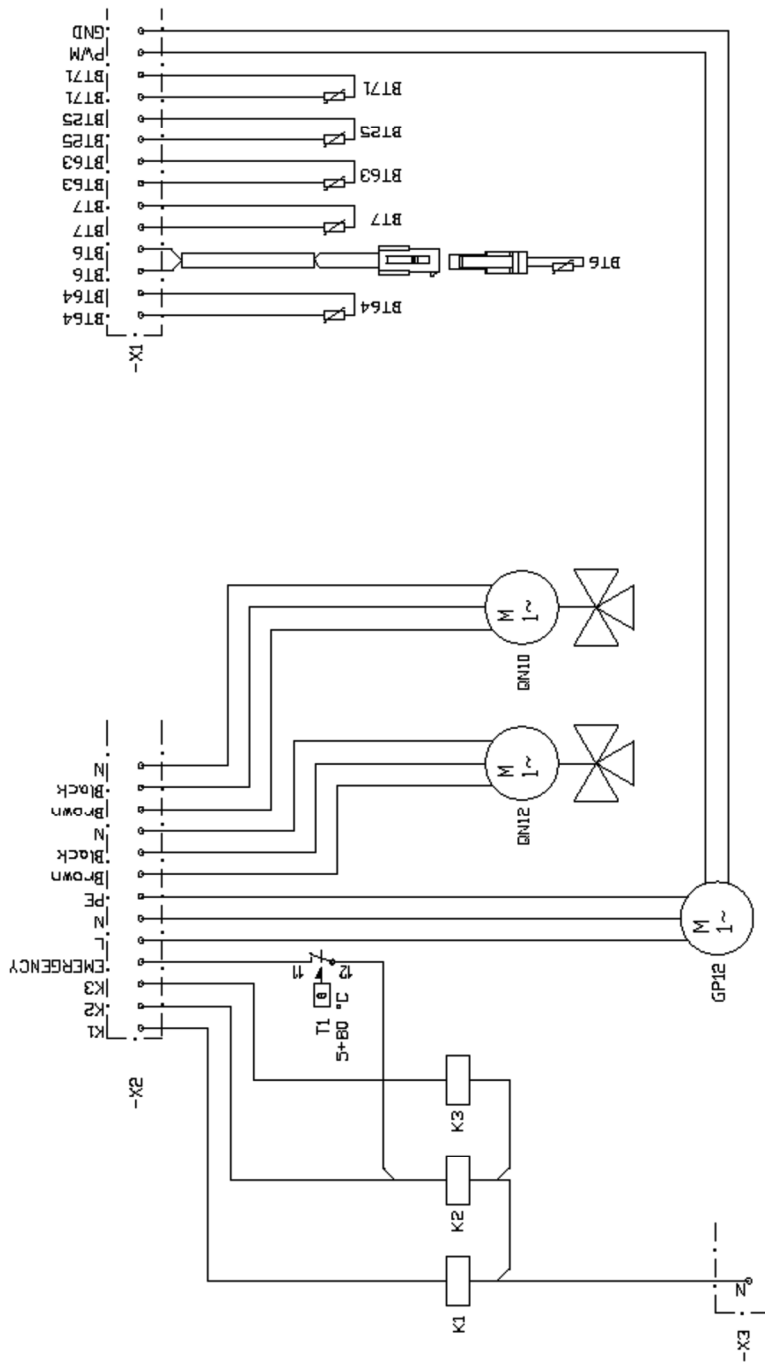 GND
PWM
BT71
BT71
BT25
BT25
BT63
BT63
BT7
BT7
BT6
BT6
BT64
BT64
-X1
BT71
BT25
BT63
BT7
BT6
BT64
N
Black
Brown
N
Black
Brown
PE
N
L
EMERGENCY
K3
K2
K1
-X2
M
1~
QN10
M
1~
QN12
M
1~
GP12
11
12
θ
T1
5+80 °C
K3
K2
K1
N
-X3